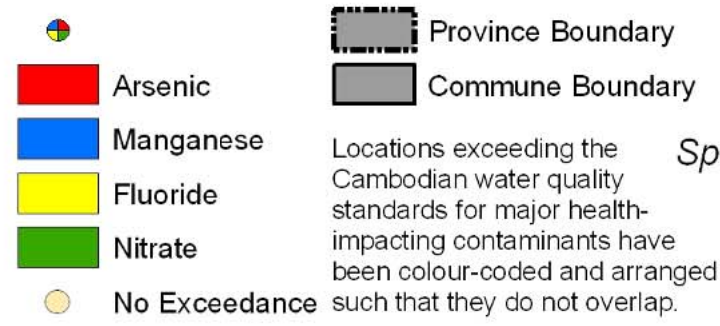 Province Boundary
Arsenic
Commune Boundary
Manganese
Fluoride
Nitrate
No Exceedance
Locations exceeding the
Cambodian water quality
standards for major health-
impacting contaminants have
been colour-coded and arranged
such that they do not overlap.
Sp